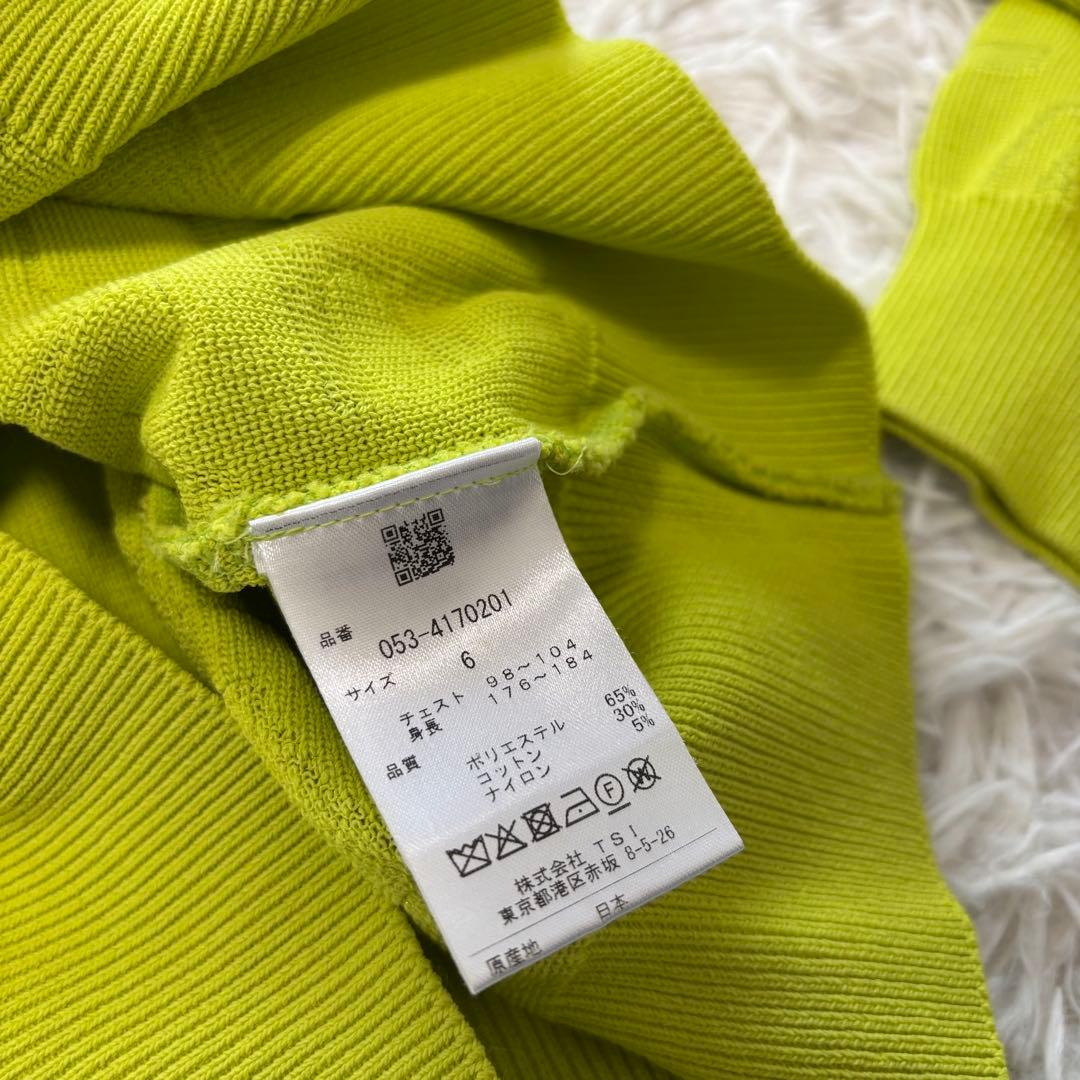 品番 053-4170201
サイズ 6
チェスト 98～104
身長 176～184
品質 ポリエステル 65%
コットン 30%
ナイロン 5%
F W
株式会社 TSI
東京都港区赤坂 8-5-26
原産地 日本